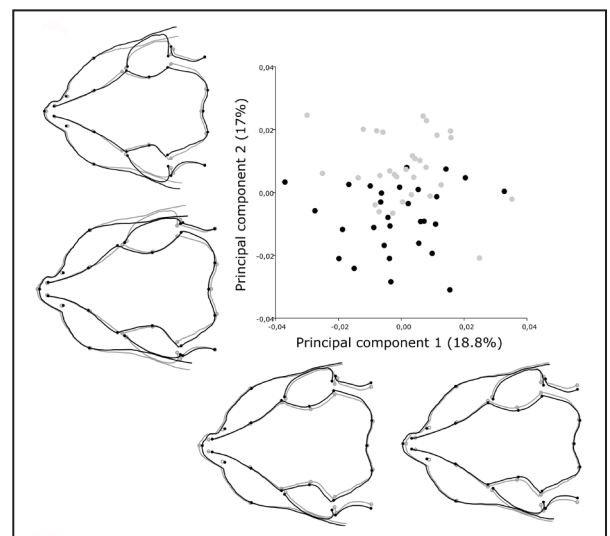 0,04
0,02
0,00
-0,02
-0,04
Principal component 2 (17%)
-0,04 -0,02 0,00 0,02 0,04
Principal component 1 (18.8%)